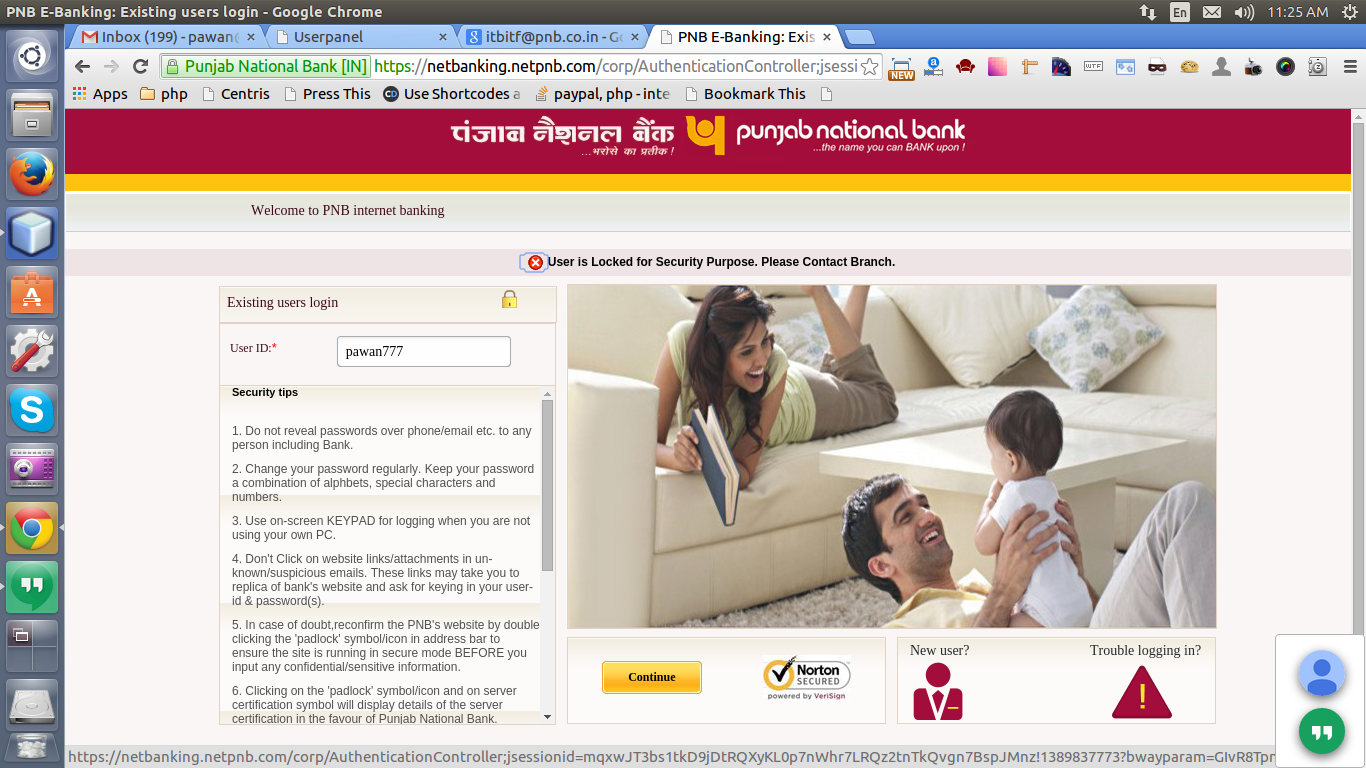 PNB E-Banking: Existing users login - Google Chrome
En
11:25 AM
Inbox (199) - pawan
Userpanel
itbitf@pnb.co.in - Go
PNB E-Banking: Exis
Punjab National Bank [IN]
https://netbanking.netpnb.com/corp/AuthenticationController;jsessi
NEW
Apps
php
Centris
Press This
CD
Use Shortcodes a
paypal, php - inte
Bookmark This
पंजाब नैशनल बैंक
...भरोसे का प्रतीक !
punjab national bank
...the name you can BANK upon !
Welcome to PNB internet banking
User is Locked for Security Purpose. Please Contact Branch.
Existing users login
User ID:*
pawan777
Security tips
1. Do not reveal passwords over phone/email etc. to any
person including Bank.
2. Change your password regularly. Keep your password
a combination of alphbets, special characters and
numbers.
3. Use on-screen KEYPAD for logging when you are not
using your own PC.
4. Don't Click on website links/attachments in un-
known/suspicious emails. These links may take you to
replica of bank's website and ask for keying in your user-
id & password(s).
5. In case of doubt,reconfirm the PNB's website by double
clicking the 'padlock' symbol/icon in address bar to
ensure the site is running in secure mode BEFORE you
input any confidential/sensitive information.
6. Clicking on the 'padlock' symbol/icon and on server
certification symbol will display details of the server
certification in the favour of Punjab National Bank.
Continue
Norton
SECURED
powered by VeriSign
New user?
Trouble logging in?
https://netbanking.netpnb.com/corp/AuthenticationController;jsessionid=mqxwJT3bs1tkD9jDtRQXyKL0p7nWhr7LRQz2tnTkQvgn7BspJMnz!1389837773?bwayparam=GIvR8Tpr